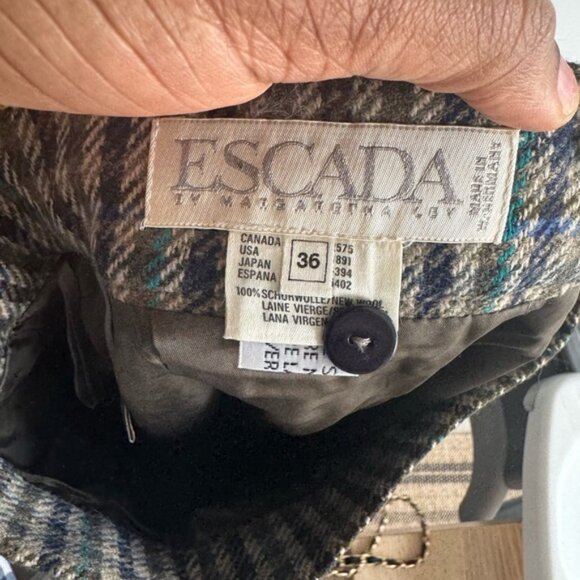 ESCADA
BY MARGARETHA LEY
MADE IN
W.-GERMANY
CANADA 575
USA 891
JAPAN 394
ESPANA 402
36
100% SCHURWOLLE/NEW WOOL
LAINE VIERGE/
LANA VIRGEN